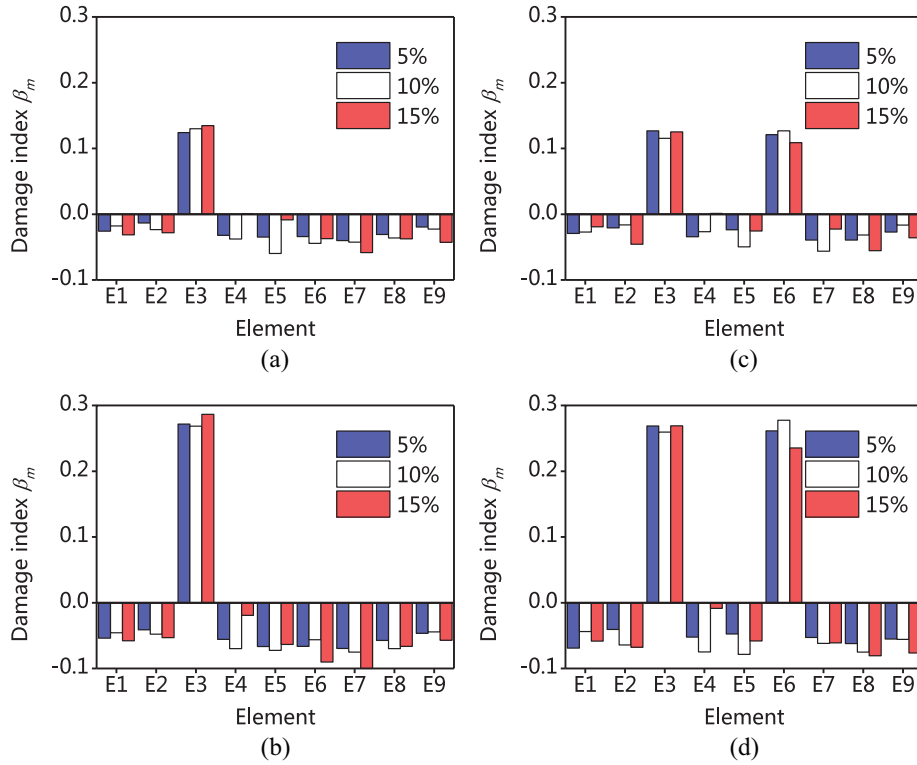 0.3
0.2
0.1
0.0
-0.1
Damage index βm
5%
10%
15%
E1 E2 E3 E4 E5 E6 E7 E8 E9
Element
(a)
0.3
0.2
0.1
0.0
-0.1
Damage index βm
5%
10%
15%
E1 E2 E3 E4 E5 E6 E7 E8 E9
Element
(c)
0.3
0.2
0.1
0.0
-0.1
Damage index βm
5%
10%
15%
E1 E2 E3 E4 E5 E6 E7 E8 E9
Element
(b)
0.3
0.2
0.1
0.0
-0.1
Damage index βm
5%
10%
15%
E1 E2 E3 E4 E5 E6 E7 E8 E9
Element
(d)